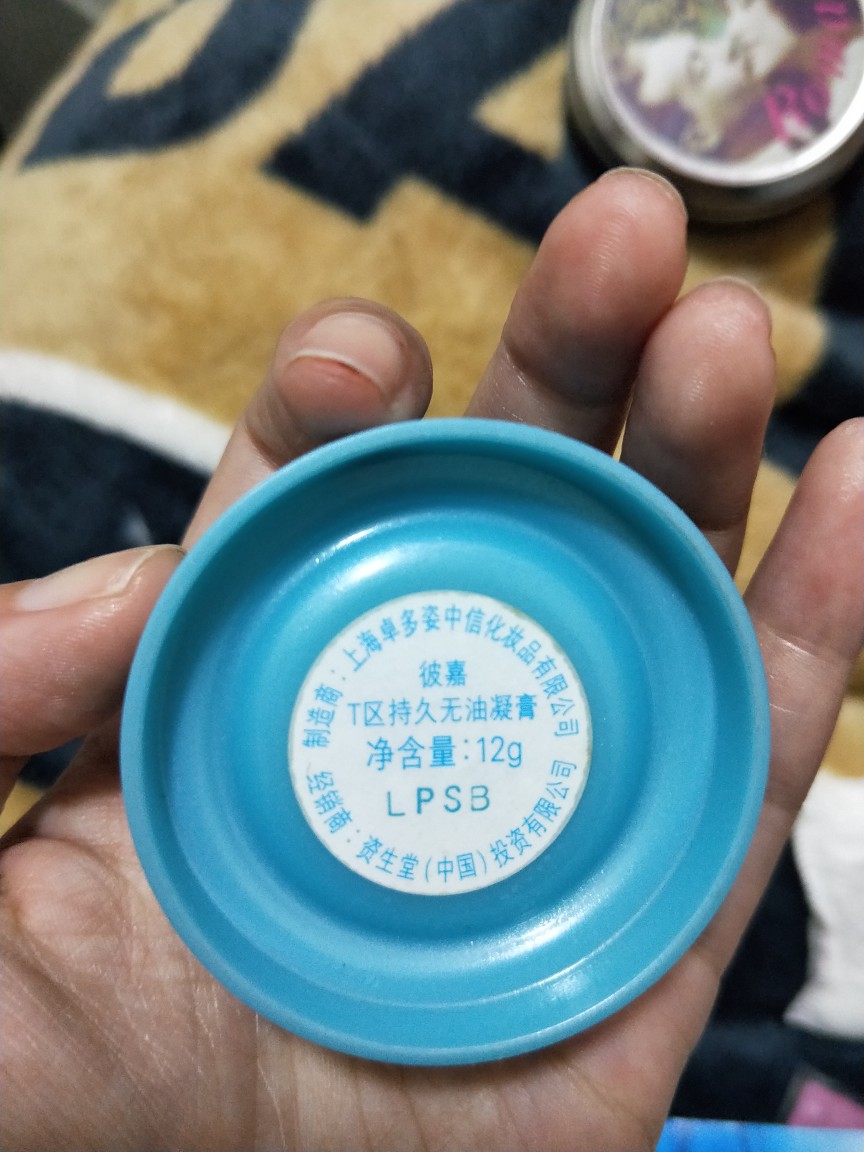 制造商：上海卓多姿中信化妆品有限公司
彼嘉
T区持久无油凝膏
净含量：12g
LPSB
经销商：资生堂（中国）投资有限公司